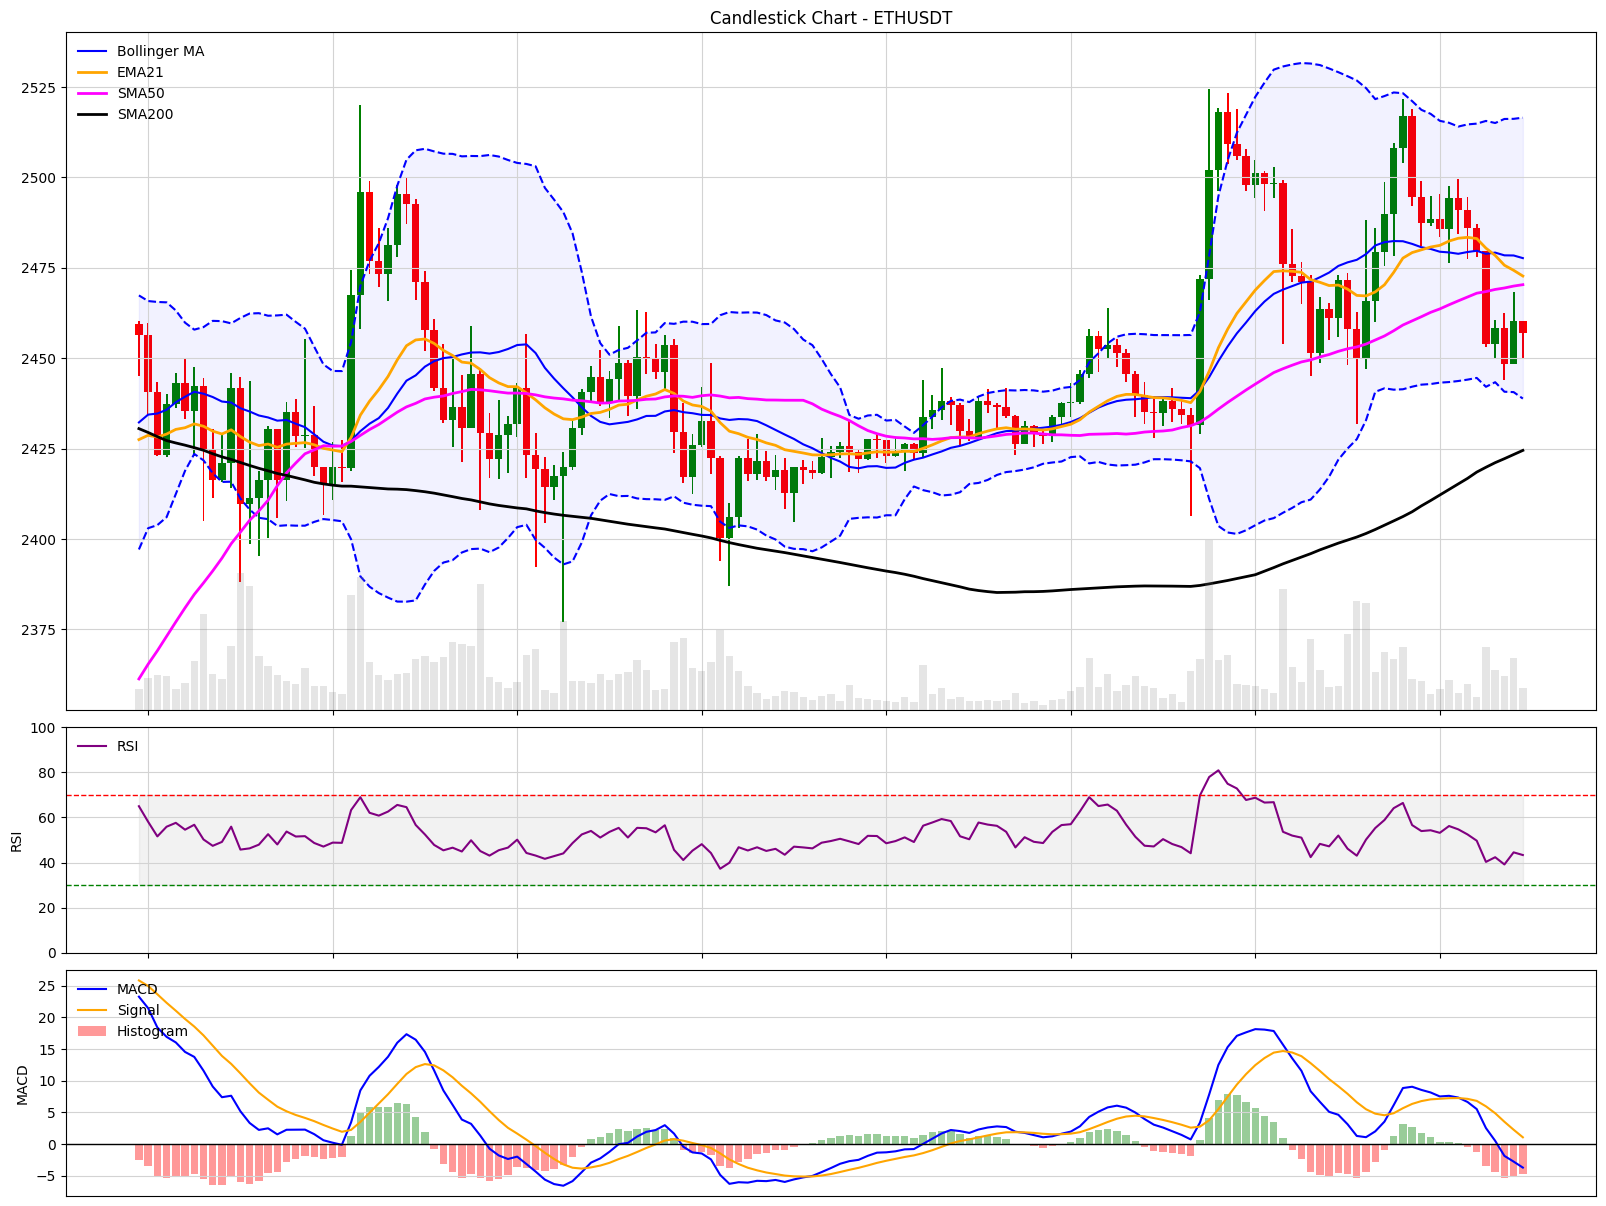 Candlestick Chart - ETHUSDT
Bollinger MA
EMA21
SMA50
SMA200
2525
2500
2475
2450
2425
2400
2375
RSI
100
80
60
40
20
0
RSI
MACD
Signal
Histogram
25
20
15
10
5
0
−5
MACD